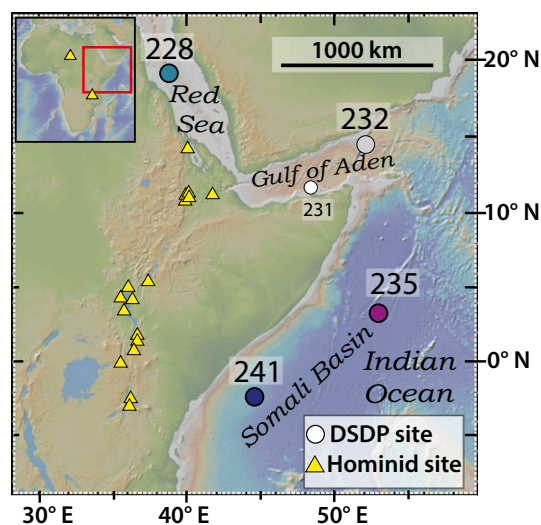 228
1000 km
20° N
Red
Sea
232
Gulf of Aden
231
10° N
235
Somali Basin
Indian
Ocean
0° N
241
DSDP site
Hominid site
30° E
40° E
50° E